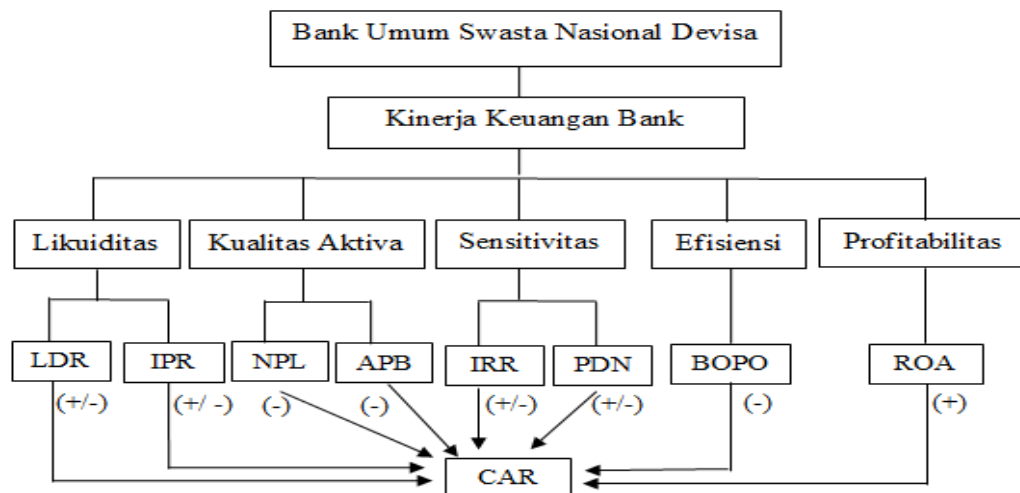 Bank Umum Swasta Nasional Devisa
Kinerja Keuangan Bank
Likuiditas
Kualitas Aktiva
Sensitivitas
Efisiensi
Profitabilitas
LDR
IPR
NPL
APB
IRR
PDN
BOPO
ROA
(+/-)
(+/ -)
(-)
(-)
(+/-)
(+/-)
(-)
(+)
CAR